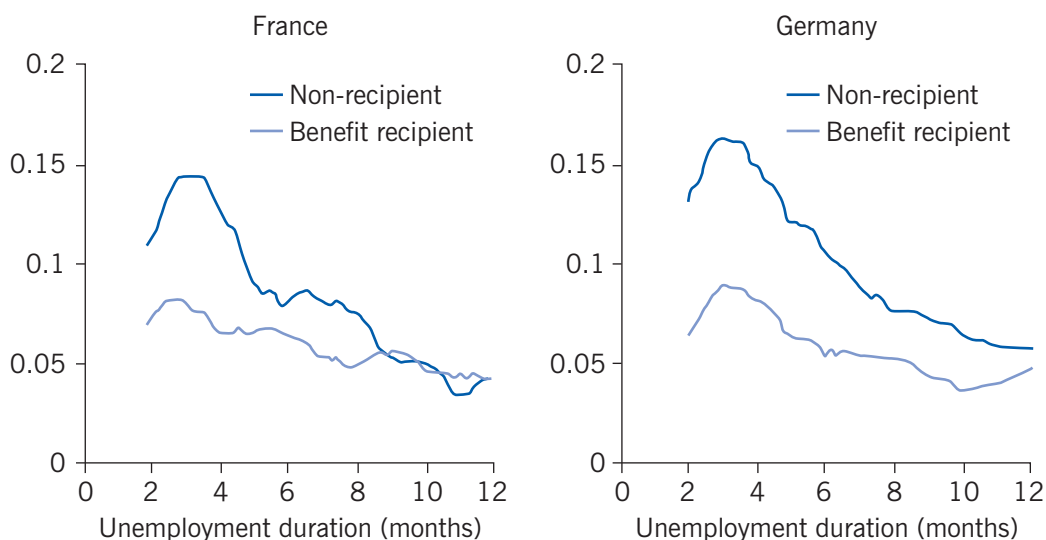 France
0.2
0.15
0.1
0.05
0
Non-recipient
Benefit recipient
0 2 4 6 8 10 12
Unemployment duration (months)
Germany
0.2
0.15
0.1
0.05
0
Non-recipient
Benefit recipient
0 2 4 6 8 10 12
Unemployment duration (months)